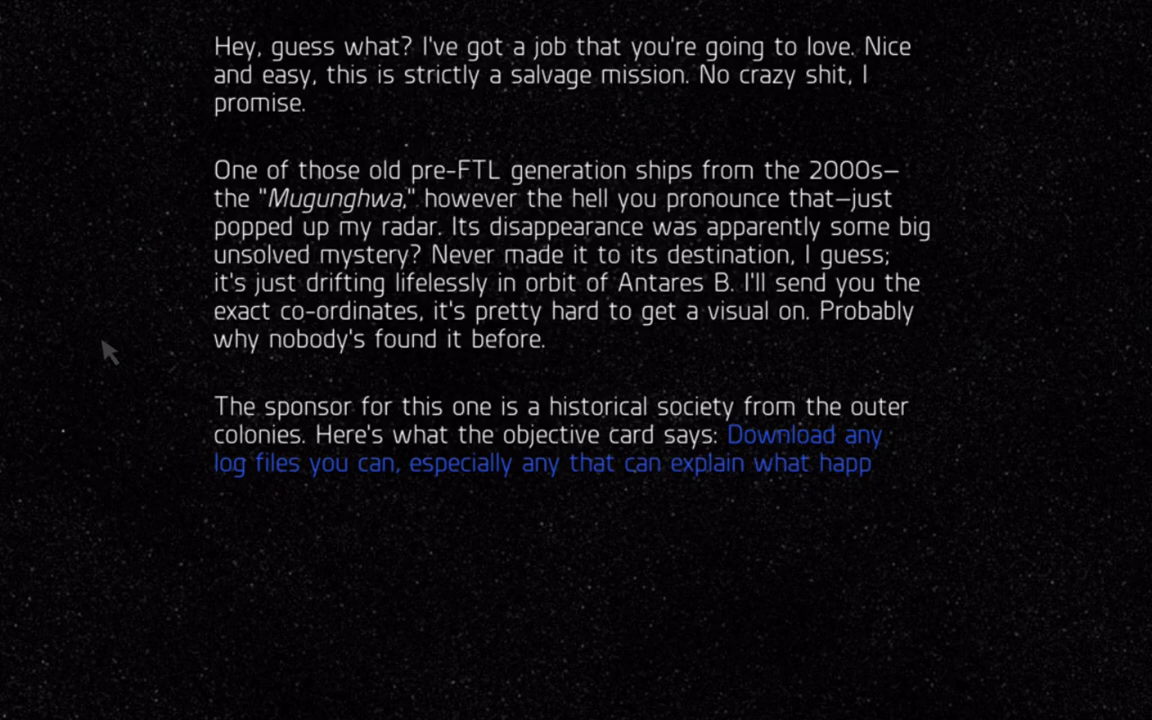 Hey, guess what? I've got a job that you're going to love. Nice
and easy, this is strictly a salvage mission. No crazy shit, I
promise.
One of those old pre-FTL generation ships from the 2000s—
the "Mugunghwa," however the hell you pronounce that—just
popped up my radar. Its disappearance was apparently some big
unsolved mystery? Never made it to its destination, I guess;
it's just drifting lifelessly in orbit of Antares B. I'll send you the
exact co-ordinates, it's pretty hard to get a visual on. Probably
why nobody's found it before.
The sponsor for this one is a historical society from the outer
colonies. Here's what the objective card says: Download any
log files you can, especially any that can explain what happ